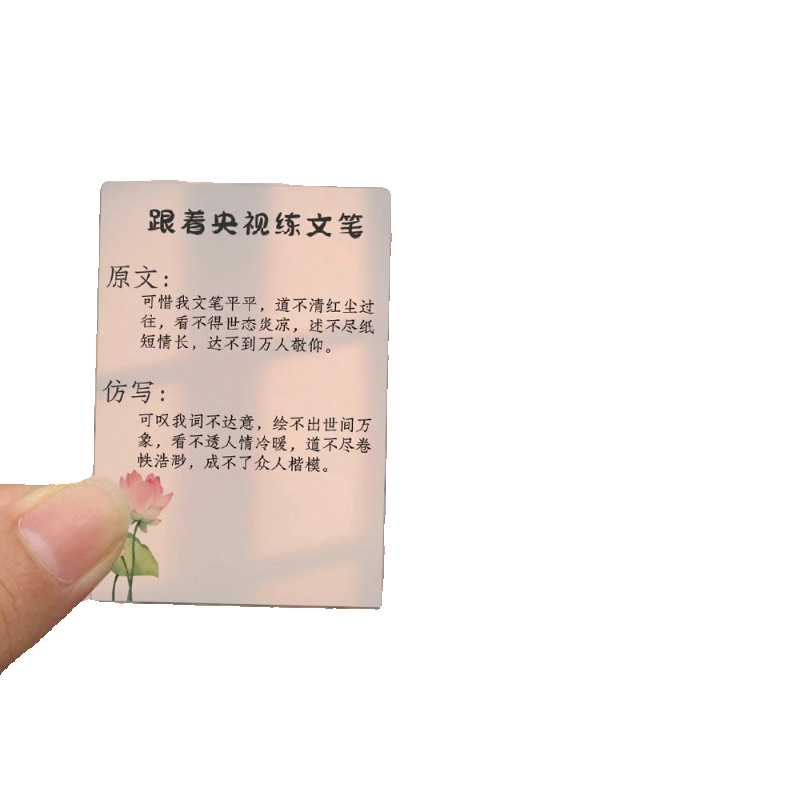 跟着央视练文笔
原文：
可惜我文笔平平，道不清红尘过
往，看不得世态炎凉，述不尽纸
短情长，达不到万人敬仰。
仿写：
可叹我词不达意，绘不出世间万
象，看不透人情冷暖，道不尽卷
帙浩渺，成不了众人楷模。